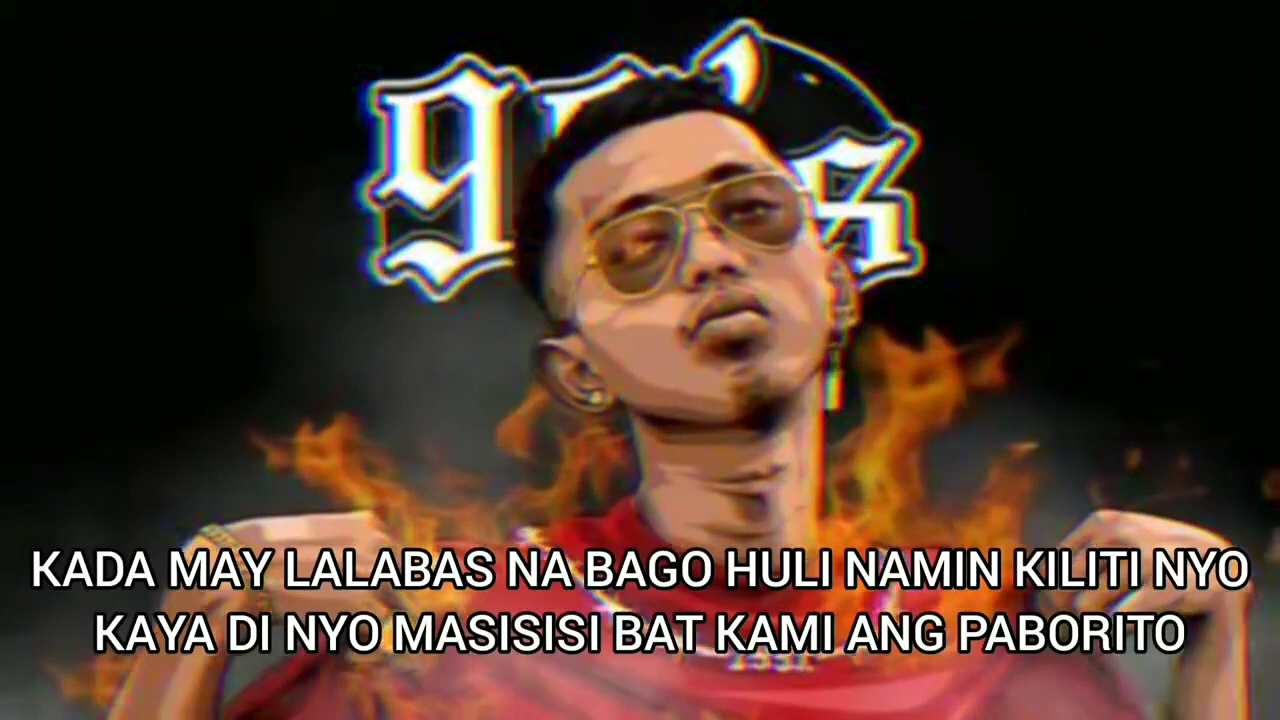 KADA MAY LALABAS NA BAGO HULI NAMIN KILITI NYO
KAYA DI NYO MASISISI BAT KAMI ANG PABORITO